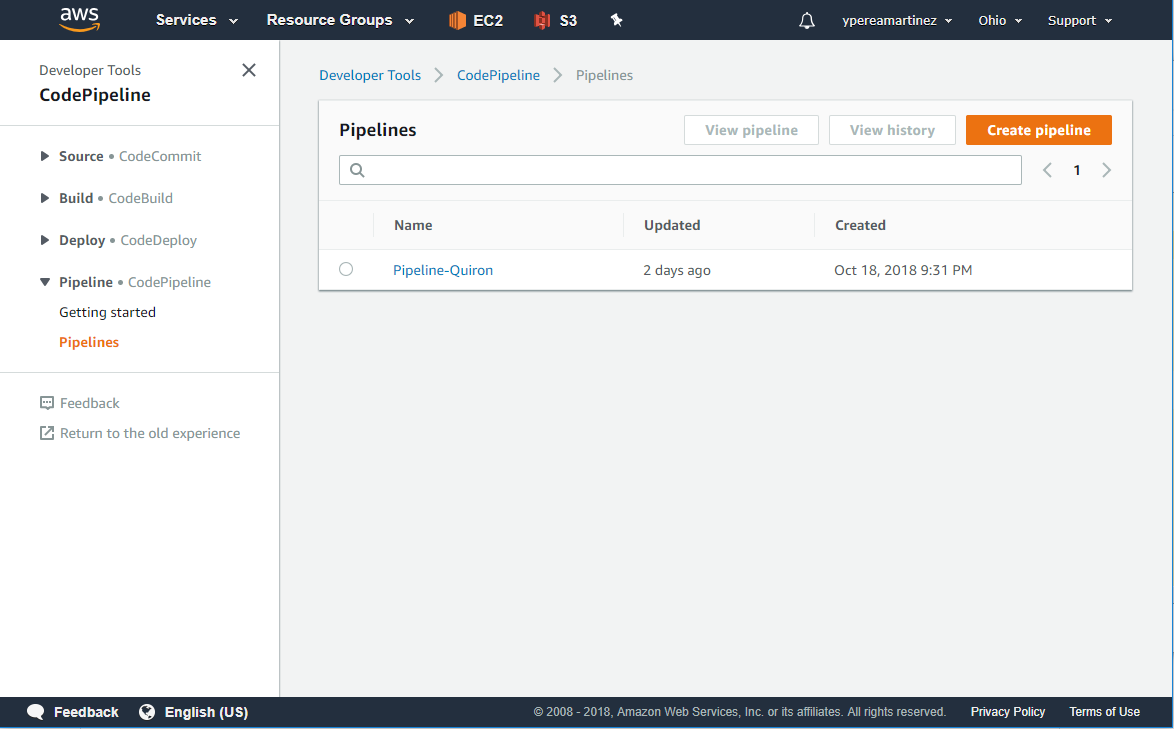 aws Services Resource Groups EC2 S3 ypereamartinez Ohio Support
Developer Tools
CodePipeline
Source • CodeCommit
Build • CodeBuild
Deploy • CodeDeploy
Pipeline • CodePipeline
Getting started
Pipelines
Feedback
Return to the old experience
Developer Tools CodePipeline Pipelines
Pipelines View pipeline View history Create pipeline
1
Name Updated Created
Pipeline-Quiron 2 days ago Oct 18, 2018 9:31 PM
Feedback English (US) © 2008 - 2018, Amazon Web Services, Inc. or its affiliates. All rights reserved. Privacy Policy Terms of Use